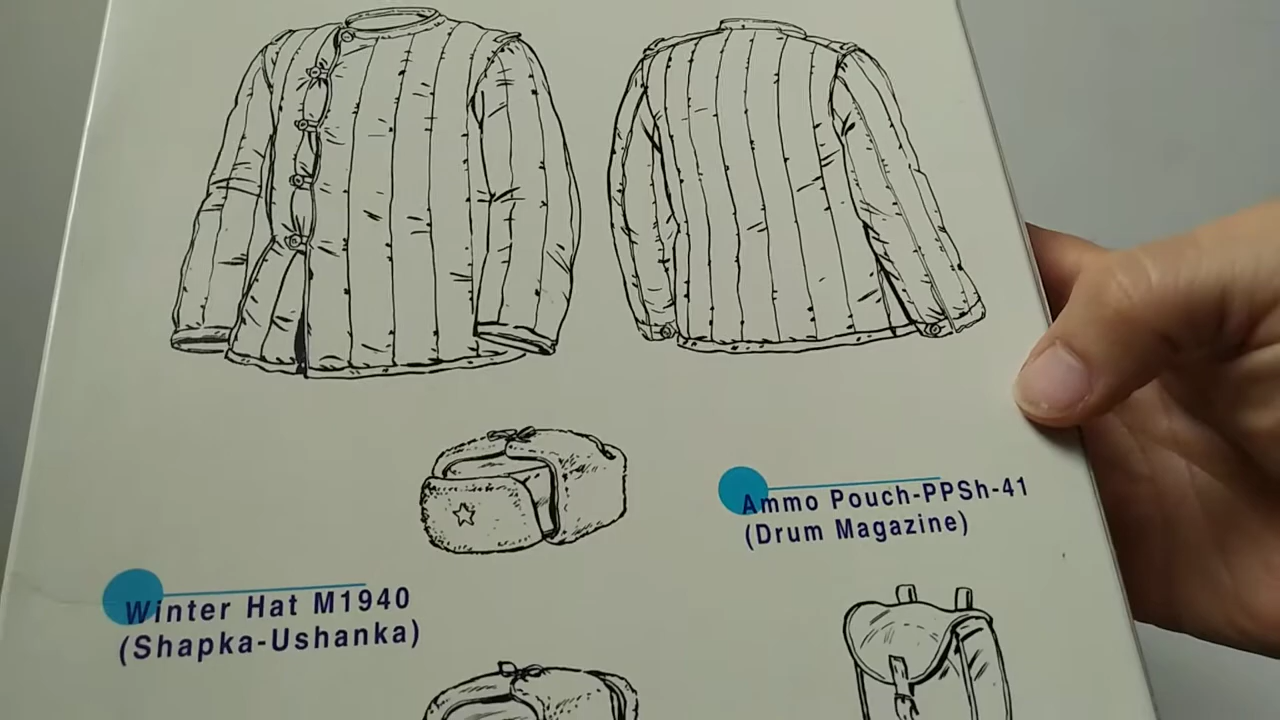 Ammo Pouch-PPSh-41
(Drum Magazine)
Winter Hat M1940
(Shapka-Ushanka)